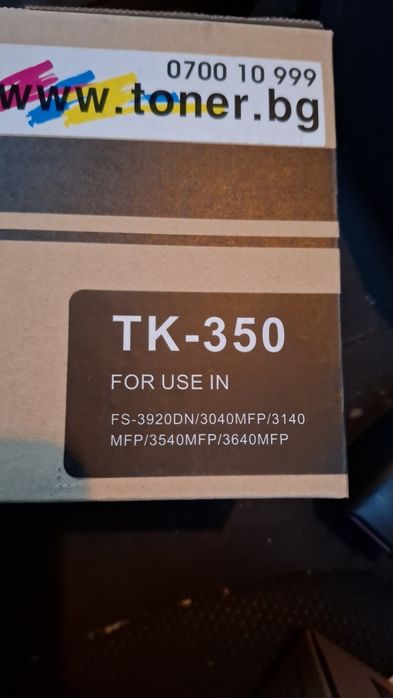 0700 10 999
www.toner.bg
TK-350
FOR USE IN
FS-3920DN/3040MFP/3140
MFP/3540MFP/3640MFP